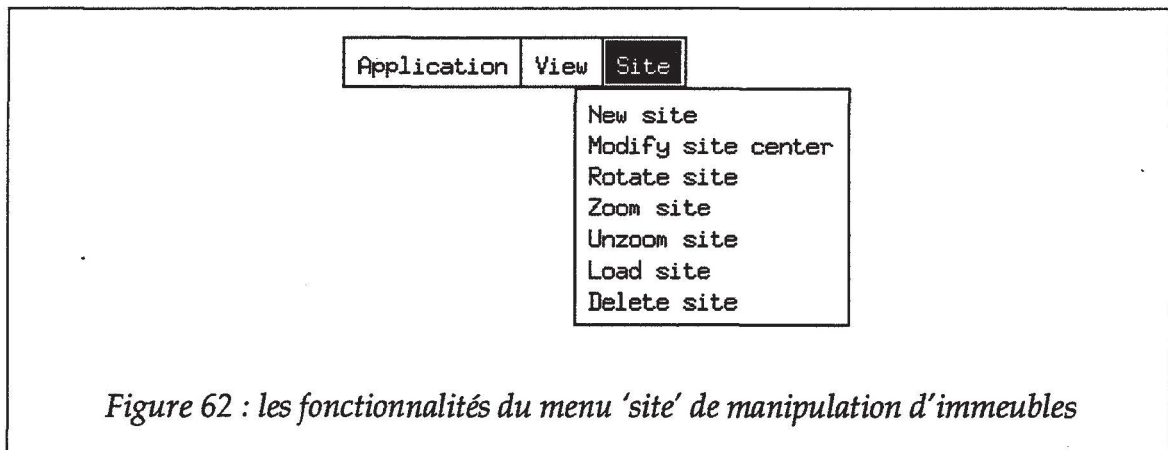 Application View Site
New site
Modify site center
Rotate site
Zoom site
Unzoom site
Load site
Delete site
Figure 62 : les fonctionnalités du menu ‘site’ de manipulation d’immeubles